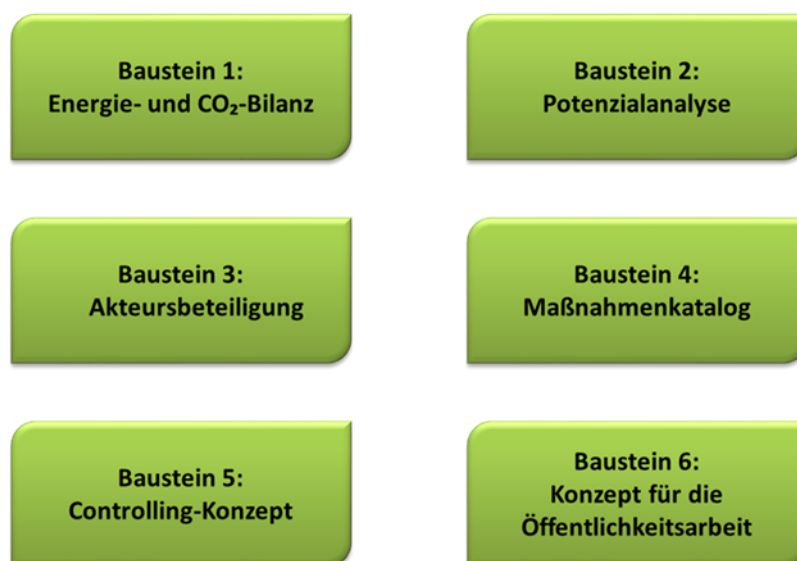 Baustein 1:
Energie- und CO₂-Bilanz
Baustein 2:
Potenzialanalyse
Baustein 3:
Akteursbeteiligung
Baustein 4:
Maßnahmenkatalog
Baustein 5:
Controlling-Konzept
Baustein 6:
Konzept für die
Öffentlichkeitsarbeit